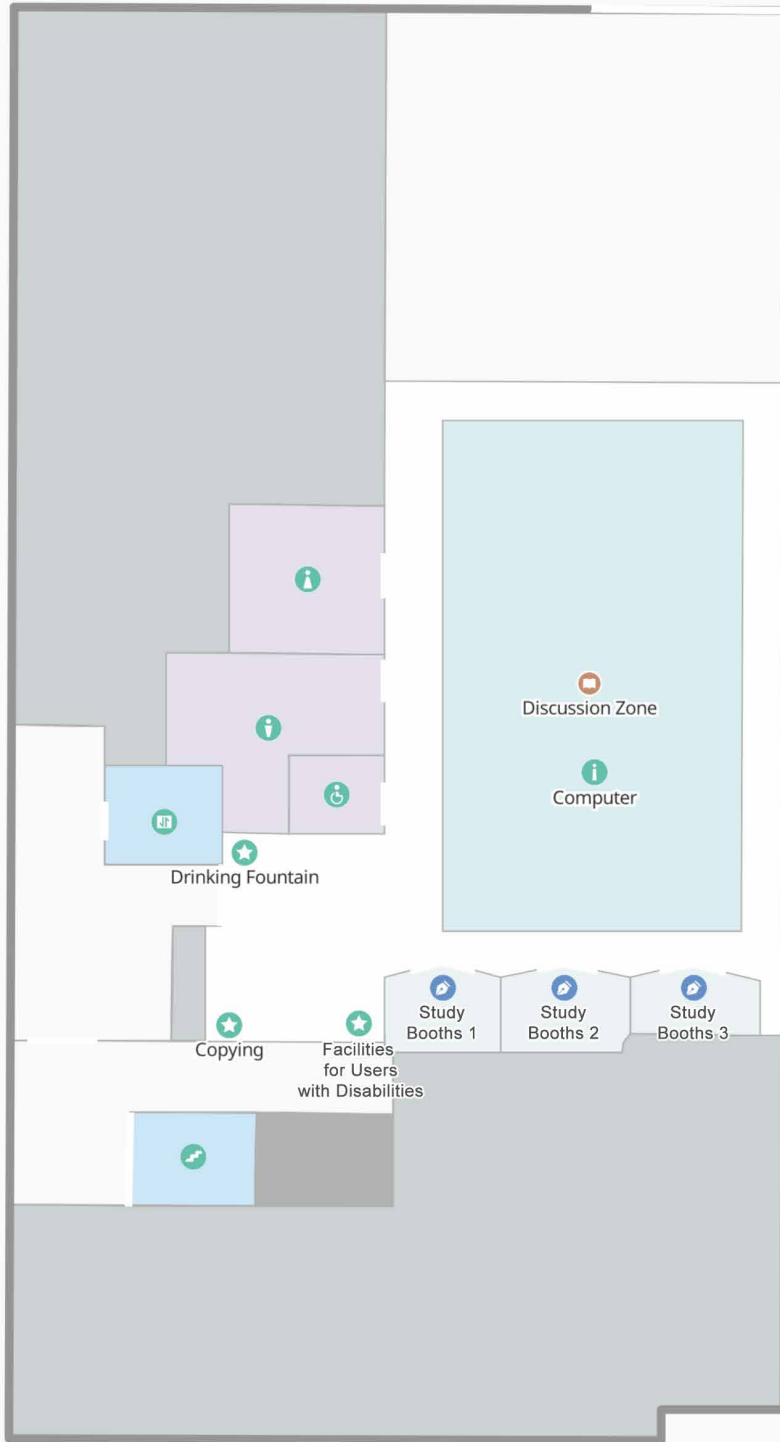 Discussion Zone
Computer
Drinking Fountain
Study
Booths 1
Study
Booths 2
Study
Booths 3
Copying
Facilities
for Users
with Disabilities